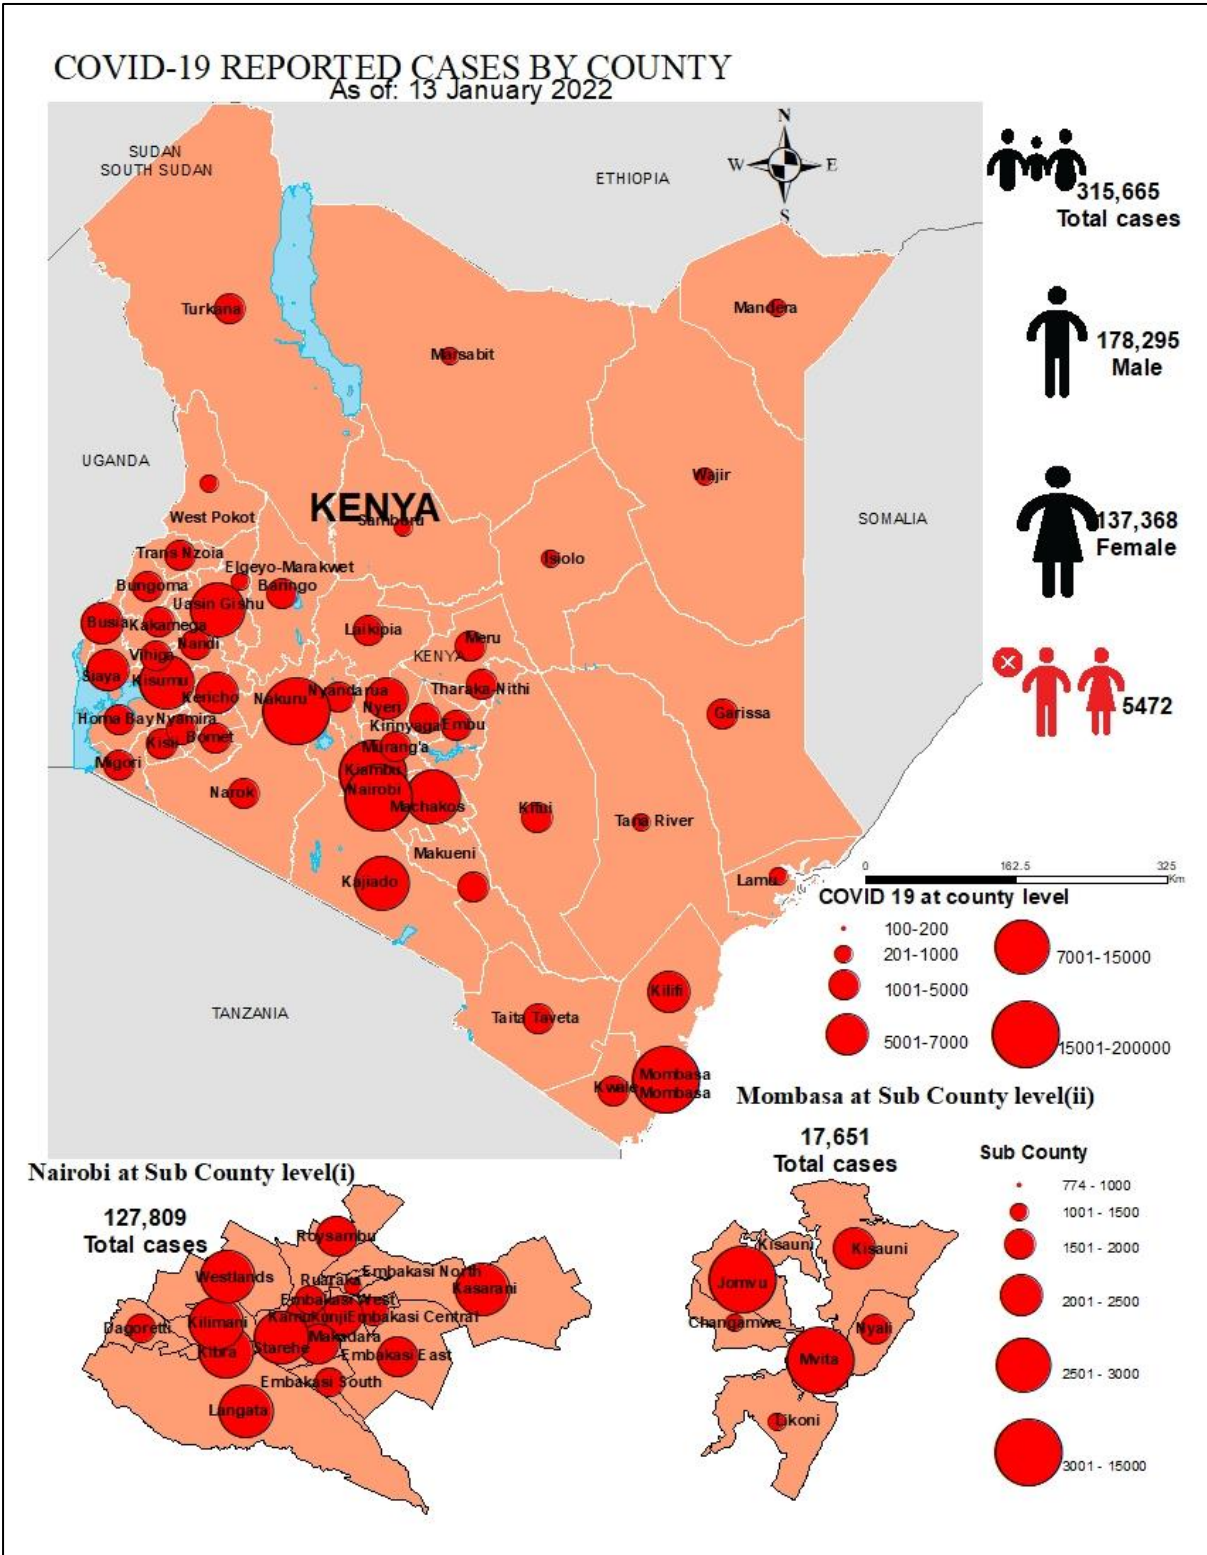 COVID-19 REPORTED CASES BY COUNTY
As of: 13 January 2022
N
W
E
S
SUDAN
SOUTH SUDAN
ETHIOPIA
315,665
Total cases
Turkana
Mandera
Marsabit
178,295
Male
UGANDA
Wajir
KENYA
West Pokot
Samburu
SOMALIA
137,368
Female
Trans Nzoia
Isiolo
Elgeyo-Marakwet
Bungoma
Baringo
Uasin Gishu
Busia
Kakamega
Laikipia
Nandi
Meru
Vihiga
KENYA
Siaya
Kisumu
Kericho
Nakuru
Nyandarua
Tharaka-Nithi
Nyeri
Garissa
5472
Homa Bay
Nyamira
Kirinyaga
Embu
Kisii
Bomet
Murang'a
Migori
Kiambu
Narok
Nairobi
Machakos
Kitui
Tana River
Makueni
Kajiado
Lamu
0
162.5
325
Km
COVID 19 at county level
100-200
201-1000
1001-5000
5001-7000
7001-15000
15001-200000
Kilifi
TANZANIA
Taita Taveta
Mombasa
Kwale
Mombasa
Mombasa at Sub County level(ii)
17,651
Total cases
Sub County
774 - 1000
1001 - 1500
1501 - 2000
2001 - 2500
2501 - 3000
3001 - 15000
Kisauni
Kisauni
Jomvu
Changamwe
Nyali
Mvita
Likoni
Nairobi at Sub County level(i)
127,809
Total cases
Roysambu
Westlands
Ruaraka
Embakasi North
Kasarani
Embakasi West
Dagoretti
Kilimani
Kamukunji
Embakasi Central
Kibra
Starehe
Makadara
Embakasi East
Embakasi South
Langata